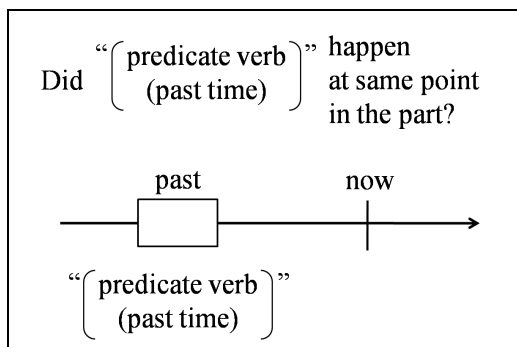 Did “(predicate verb (past time))” happen
at same point
in the part?
past now
“(predicate verb
(past time))”